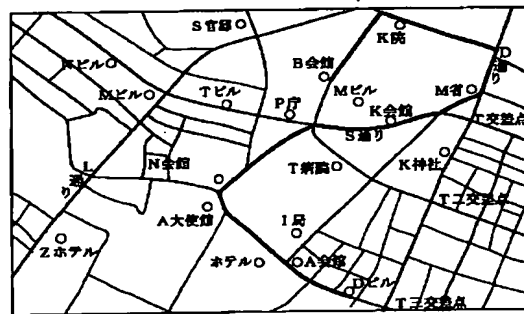 S官邸
K院
D通り
Nビル
B会館
Mビル
Tビル
Mビル
M省
P庁
K会館
S通り
T交差点
N会館
T病院
K神社
L通り
A大使館
T二交差点
I局
Zホテル
ホテル
A会館
Dビル
T三交差点